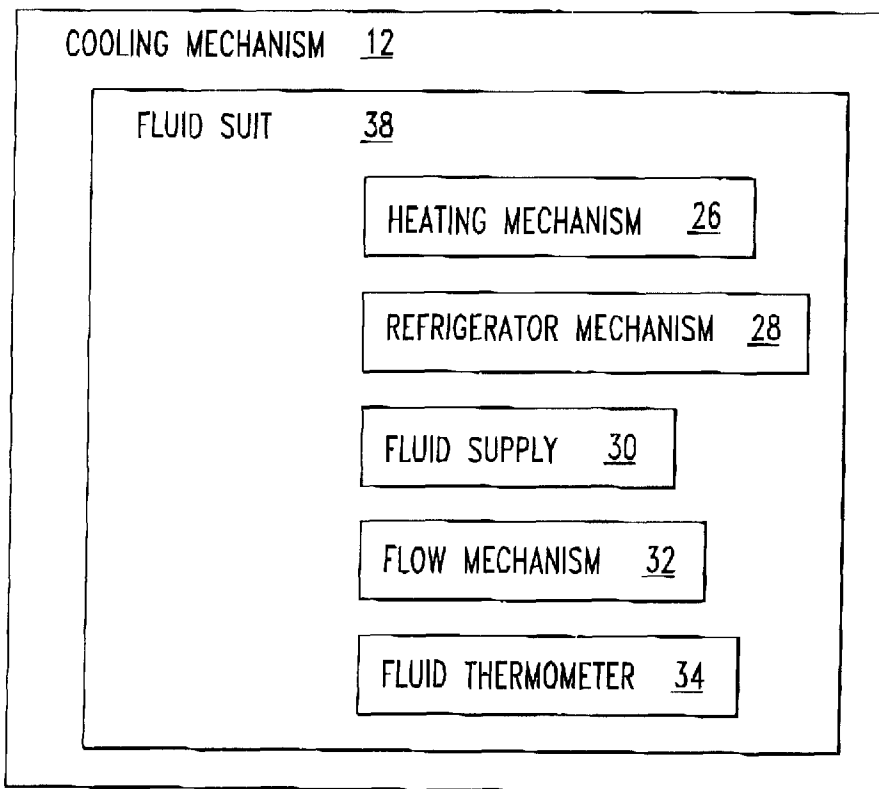 COOLING MECHANISM 12
FLUID SUIT 38
HEATING MECHANISM 26
REFRIGERATOR MECHANISM 28
FLUID SUPPLY 30
FLOW MECHANISM 32
FLUID THERMOMETER 34